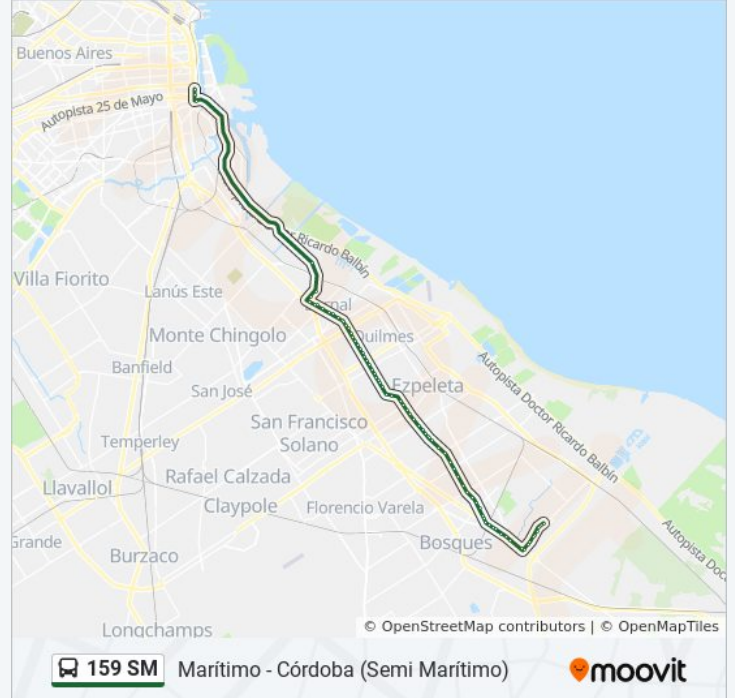 Buenos Aires
Autopista 25 de Mayo
Ricardo Balbín
Villa Fiorito
Lanús Este
Monte Chingolo
Quilmes
Banfield
Autopista Doctor Ricardo Balbín
San José
Ezpeleta
San Francisco
Solano
Temperley
Rafael Calzada
Llavallol
Claypole
Florencio Varela
Grande
Bosques
Autopista Doc
Burzaco
Longchamps
© OpenStreetMap contributors | © OpenMapTiles
159 SM
Marítimo - Córdoba (Semi Marítimo)
moovit